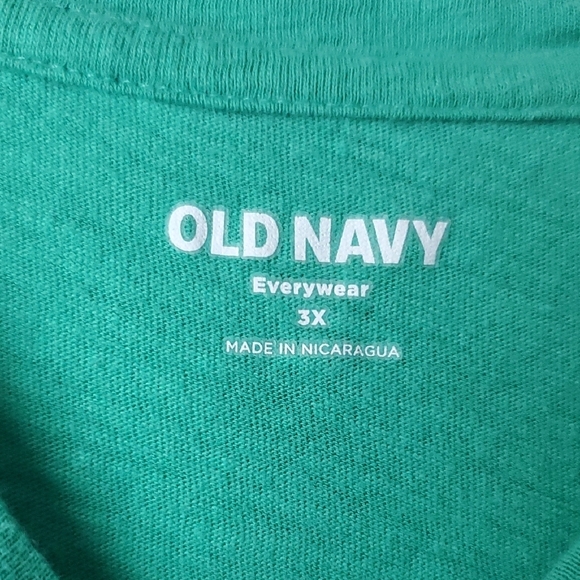 OLD NAVY
Everywear
3X
MADE IN NICARAGUA